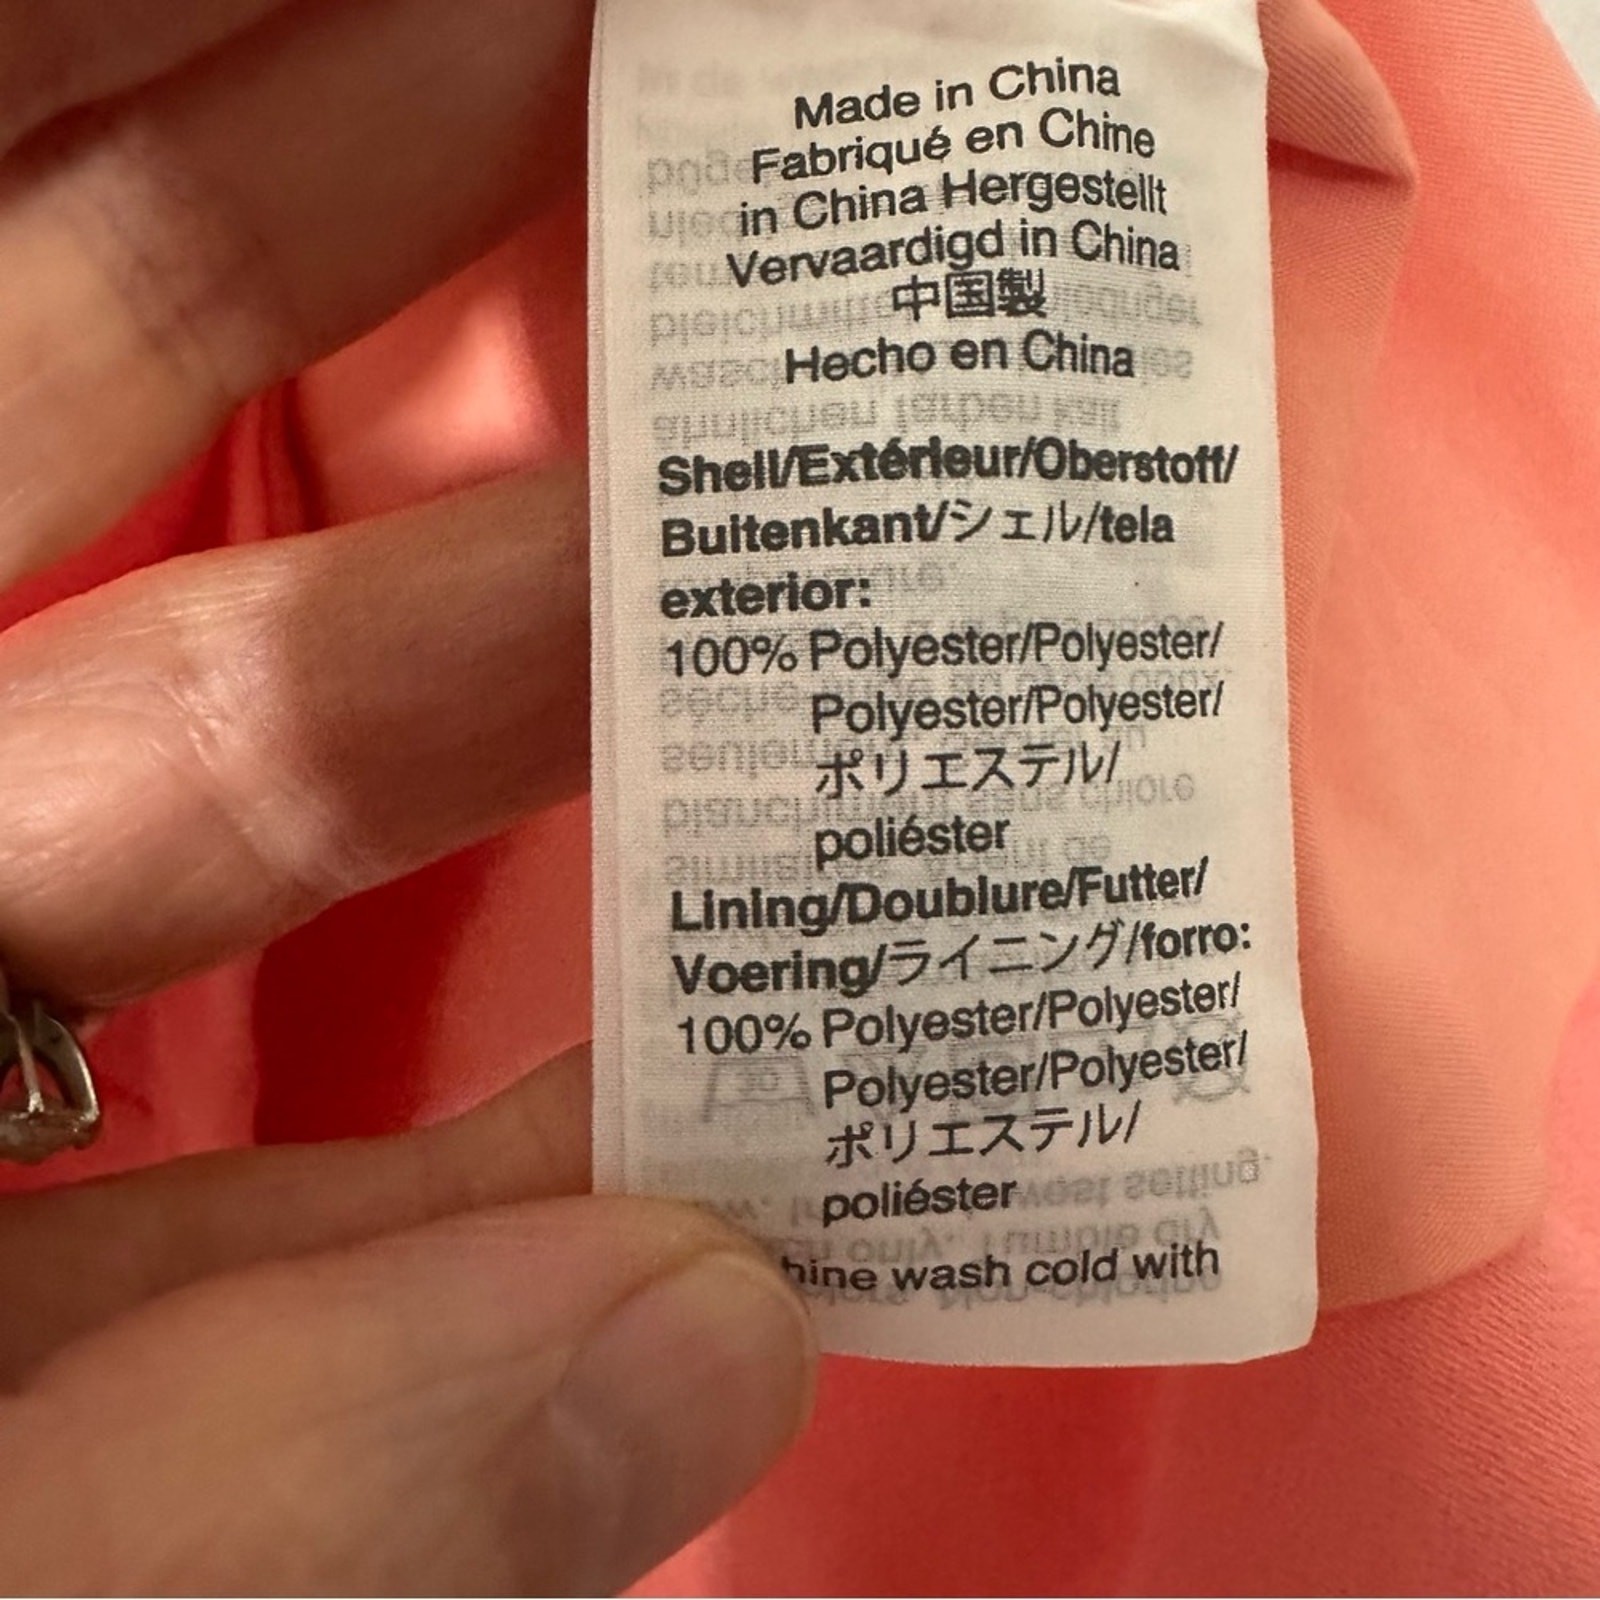 Made in China
Fabriqué en Chine
in China Hergestellt
Vervaardigd in China
中国製
Hecho en China
Shell/Extérieur/Oberstoff/
Buitenkant/シェル/tela
exterior:
100% Polyester/Polyester/
Polyester/Polyester/
ポリエステル/
poliéster
Lining/Doublure/Futter/
Voering/ライニング/forro:
100% Polyester/Polyester/
Polyester/Polyester/
ポリエステル/
poliéster
wash cold with